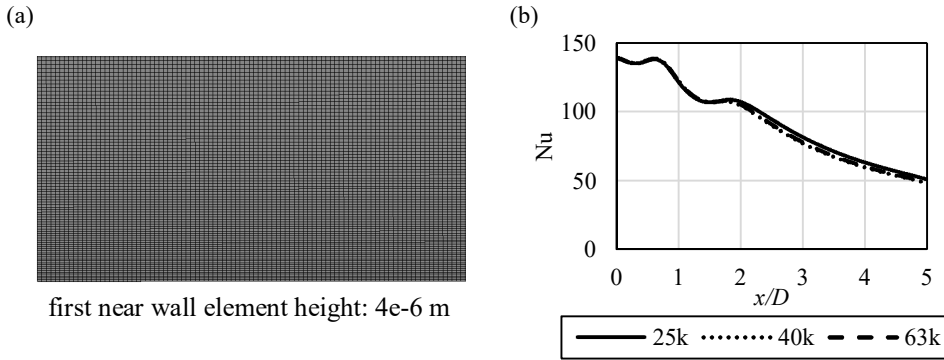 (a)
first near wall element height: 4e-6 m
(b)
150
100
50
0
Nu
0 1 2 3 4 5
x/D
25k 40k 63k